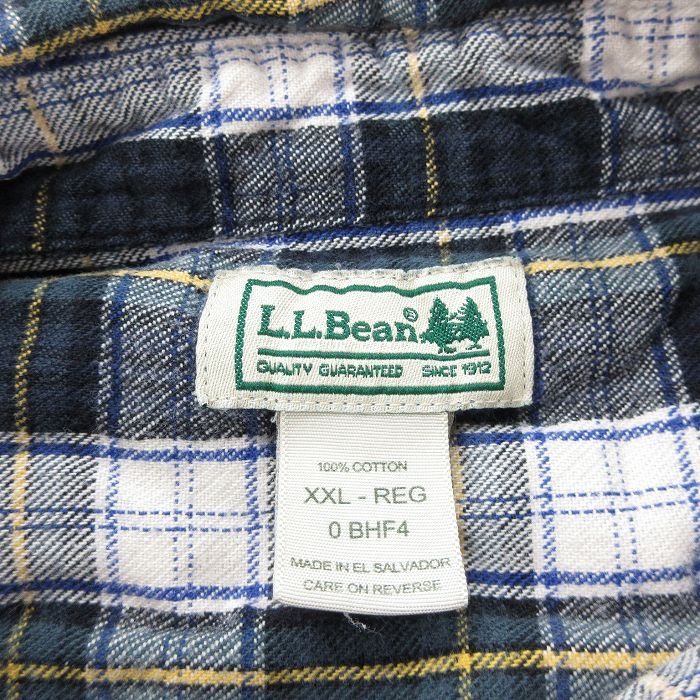 L.L.Bean®
QUALITY GUARANTEED SINCE 1912
100% COTTON
XXL - REG
0 BHF4
MADE IN EL SALVADOR
CARE ON REVERSE